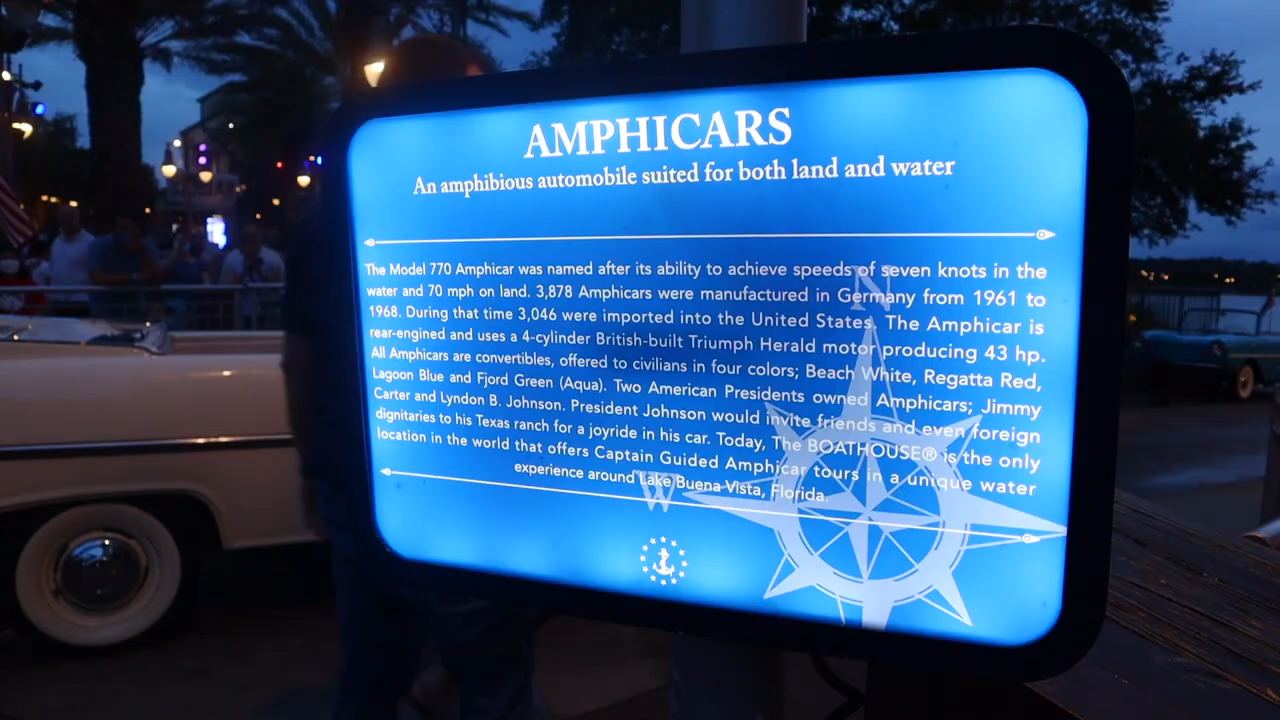 AMPHICARS
An amphibious automobile suited for both land and water
The Model 770 Amphicar was named after its ability to achieve speeds of seven knots in the
water and 70 mph on land. 3,878 Amphicars were manufactured in Germany from 1961 to
1968. During that time 3,046 were imported into the United States. The Amphicar is
rear-engined and uses a 4-cylinder British-built Triumph Herald motor producing 43 hp.
All Amphicars are convertibles, offered to civilians in four colors; Beach White, Regatta Red,
Lagoon Blue and Fjord Green (Aqua). Two American Presidents owned Amphicars; Jimmy
Carter and Lyndon B. Johnson. President Johnson would invite friends and even foreign
dignitaries to his Texas ranch for a joyride in his car. Today, The BOATHOUSE® is the only
location in the world that offers Captain Guided Amphicar tours in a unique water
experience around Lake Buena Vista, Florida.
N
W